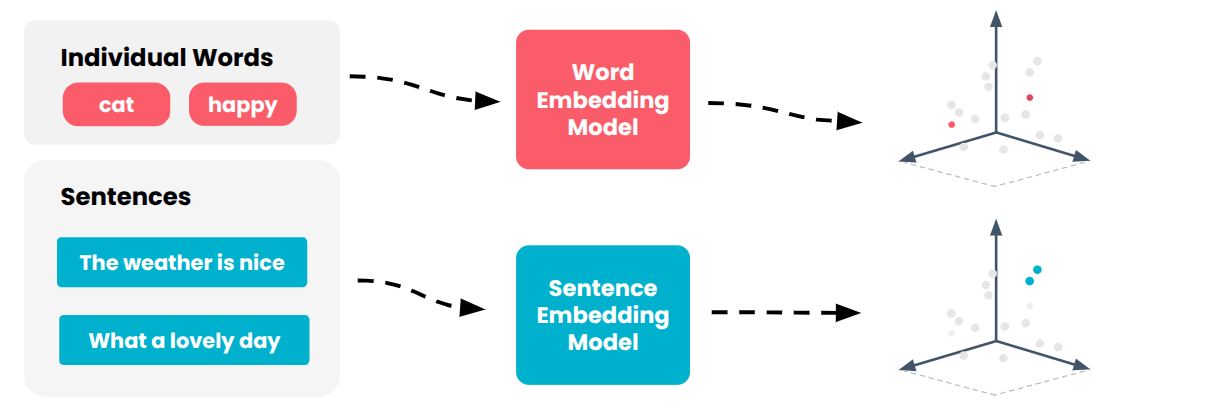 Individual Words
cat
happy
Word
Embedding
Model
Sentences
The weather is nice
What a lovely day
Sentence
Embedding
Model